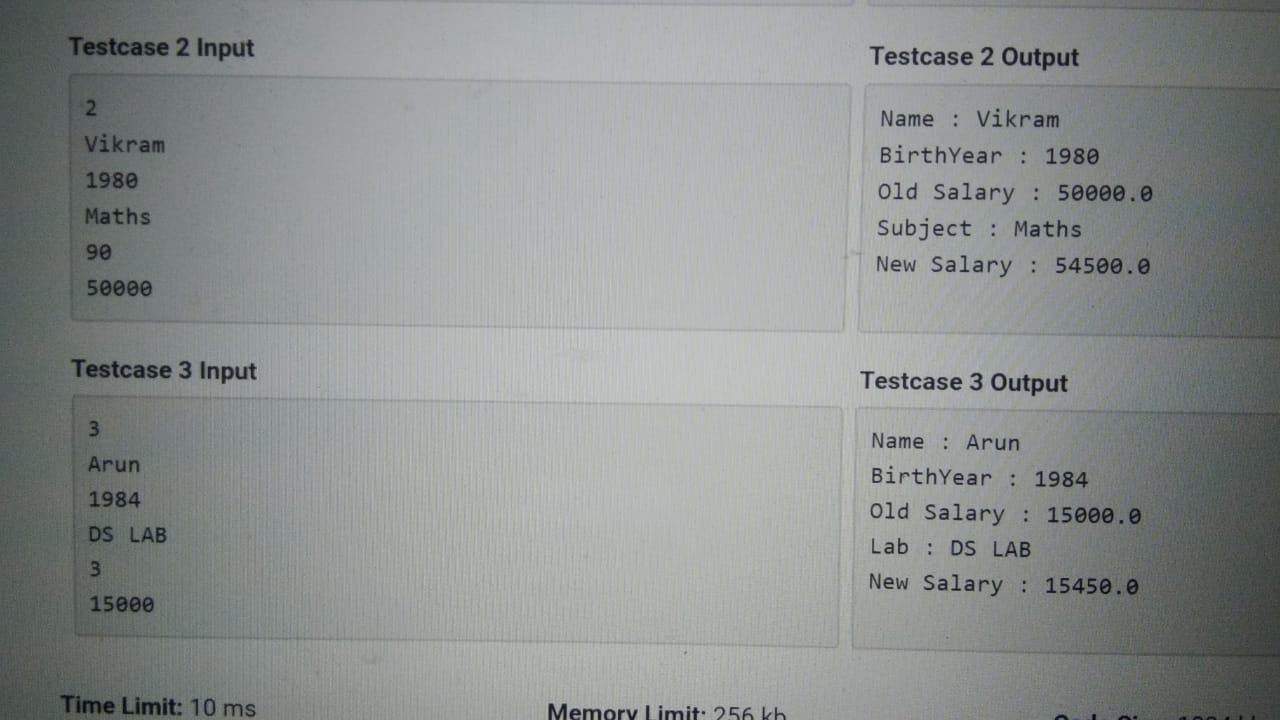 Testcase 2 Input
2
Vikram
1980
Maths
90
50000
Testcase 2 Output
Name : Vikram
BirthYear : 1980
Old Salary : 50000.0
Subject : Maths
New Salary : 54500.0
Testcase 3 Input
3
Arun
1984
DS LAB
3
15000
Testcase 3 Output
Name : Arun
BirthYear : 1984
Old Salary : 15000.0
Lab : DS LAB
New Salary : 15450.0
Time Limit: 10 ms
Memory Limit: 256 kb